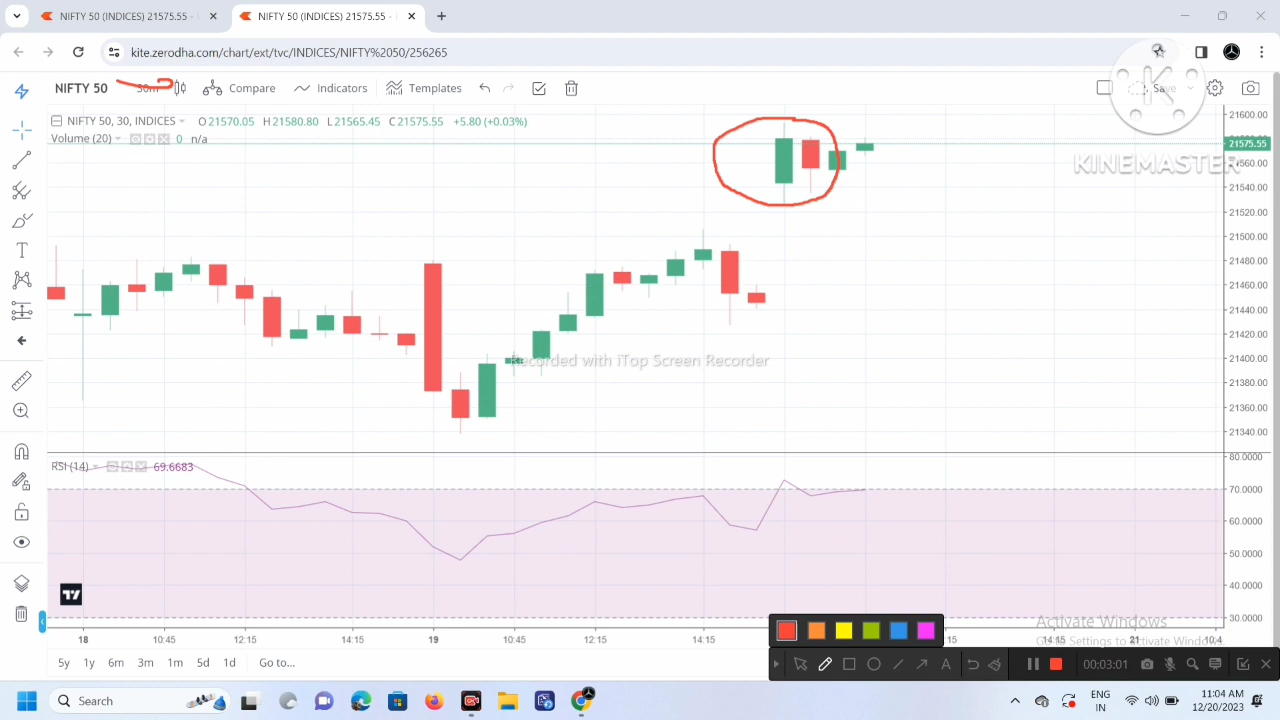 NIFTY 50 (INDICES) 21575.55 -
NIFTY 50 (INDICES) 21575.55 -
kite.zerodha.com/chart/ext/tvc/INDICES/NIFTY%2050/256265
NIFTY 50 30m Compare Indicators Templates Save
NIFTY 50, 30, INDICES O21570.05 H21580.80 L21565.45 C21575.55 +5.80 (+0.03%)
Volume (20) 0 n/a
K
KINEMASTER
21600.00
21575.55
21560.00
21540.00
21520.00
21500.00
21480.00
21460.00
21440.00
21420.00
21400.00
21380.00
21360.00
21340.00
Recorded with iTop Screen Recorder
RSI (14) 69.6683
80.0000
70.0000
60.0000
50.0000
40.0000
30.0000
18 10:45 12:15 14:15 19 10:45 12:15 14:15 14:15 21 10:4
Activate Windows
Go to Settings to activate Windows.
5y 1y 6m 3m 1m 5d 1d Go to...
A 00:03:01
Search
ENG
IN
11:04 AM
12/20/2023